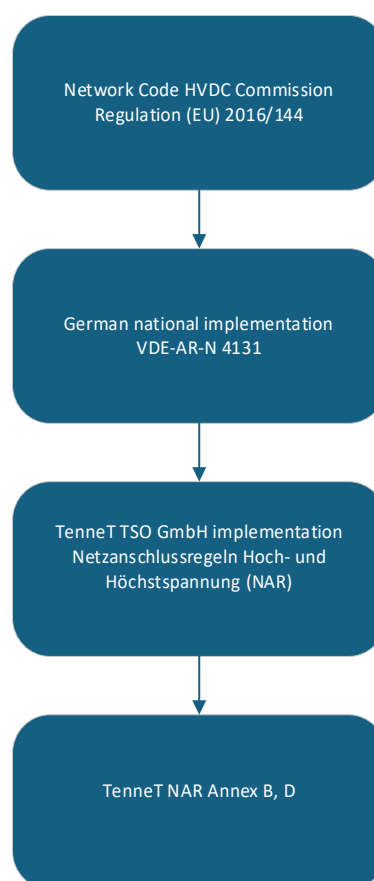 Network Code HVDC Commission
Regulation (EU) 2016/144
German national implementation
VDE-AR-N 4131
TenneT TSO GmbH implementation
Netzanschlussregeln Hoch- und
Höchstspannung (NAR)
TenneT NAR Annex B, D